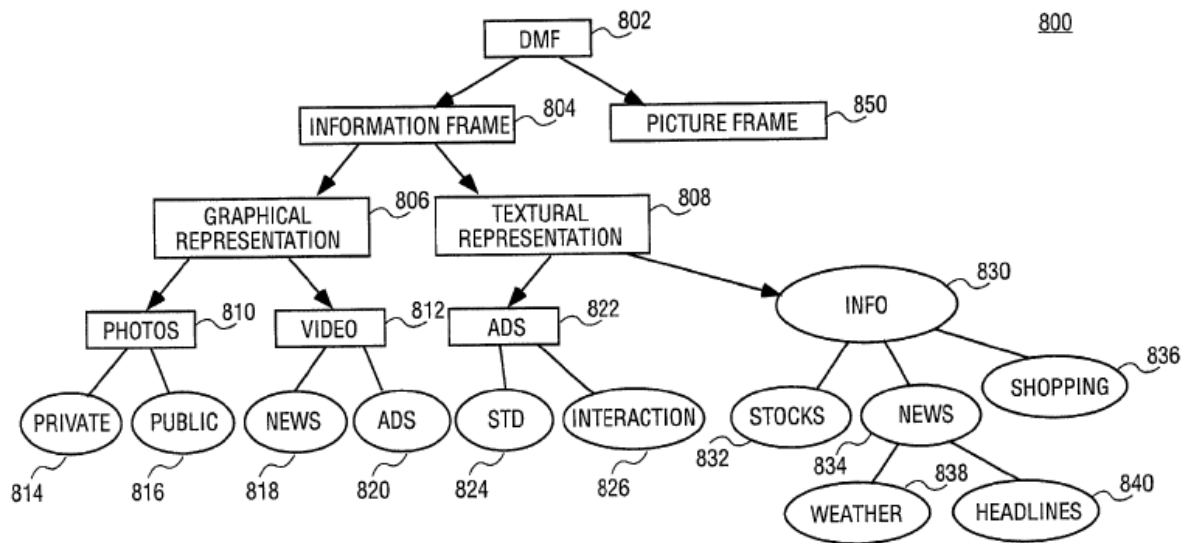 802
800
DMF
804
850
INFORMATION FRAME
PICTURE FRAME
806
808
GRAPHICAL
REPRESENTATION
TEXTURAL
REPRESENTATION
830
INFO
810
812
822
PHOTOS
VIDEO
ADS
836
SHOPPING
PRIVATE
PUBLIC
NEWS
ADS
STD
INTERACTION
STOCKS
NEWS
814
816
818
820
824
826
832
834
838
840
WEATHER
HEADLINES